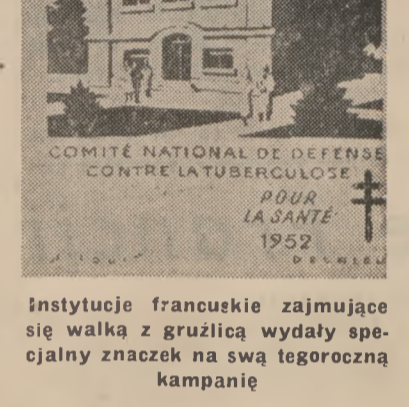 COMITÉ NATIONAL DE DEFENSE
CONTRE LA TUBERCULOSE
POUR
LA SANTÉ
1952
Instytucje francuskie zajmujące
się walką z gruźlicą wydały spe-
cjalny znaczek na swą tegoroczną
kampanię